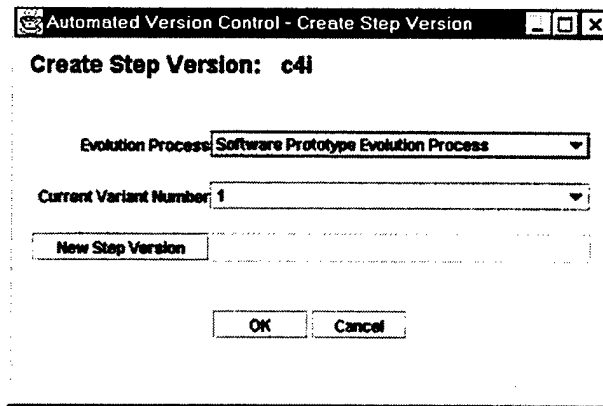 Automated Version Control - Create Step Version
Create Step Version: c4i
Evolution Process Software Prototype Evolution Process
Current Variant Number 1
New Step Version
OK Cancel